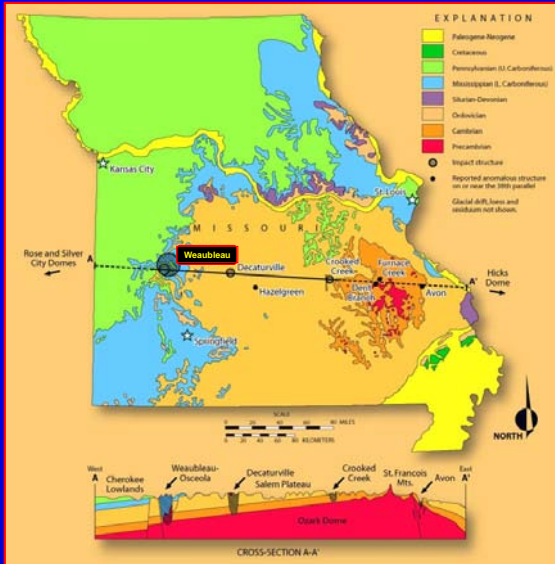 EXPLANATION
Paleogene-Neogene
Cretaceous
Pennsylvanian (U. Carboniferous)
Mississippian (L. Carboniferous)
Silurian-Devonian
Ordovician
Cambrian
Precambrian
Impact structure
Reported anomalous structure
on or near the 38th parallel
Glacial drift, loess and
residuum not shown.
Kansas City
St. Louis
MISSOURI
Rose and Silver
City Domes
A
Weaubleau
Decaturville
Hazelgreen
Crooked
Creek
Furnace
Creek
Dent
Branch
Avon
A'
Hicks
Dome
Springfield
SCALE
MILES
KILOMETERS
NORTH
West
A
Cherokee
Lowlands
Weaubleau-
Osceola
Decaturville
Salem Plateau
Crooked
Creek
St. Francois
Mts.
Avon
East
A'
Ozark Dome
CROSS-SECTION A-A'